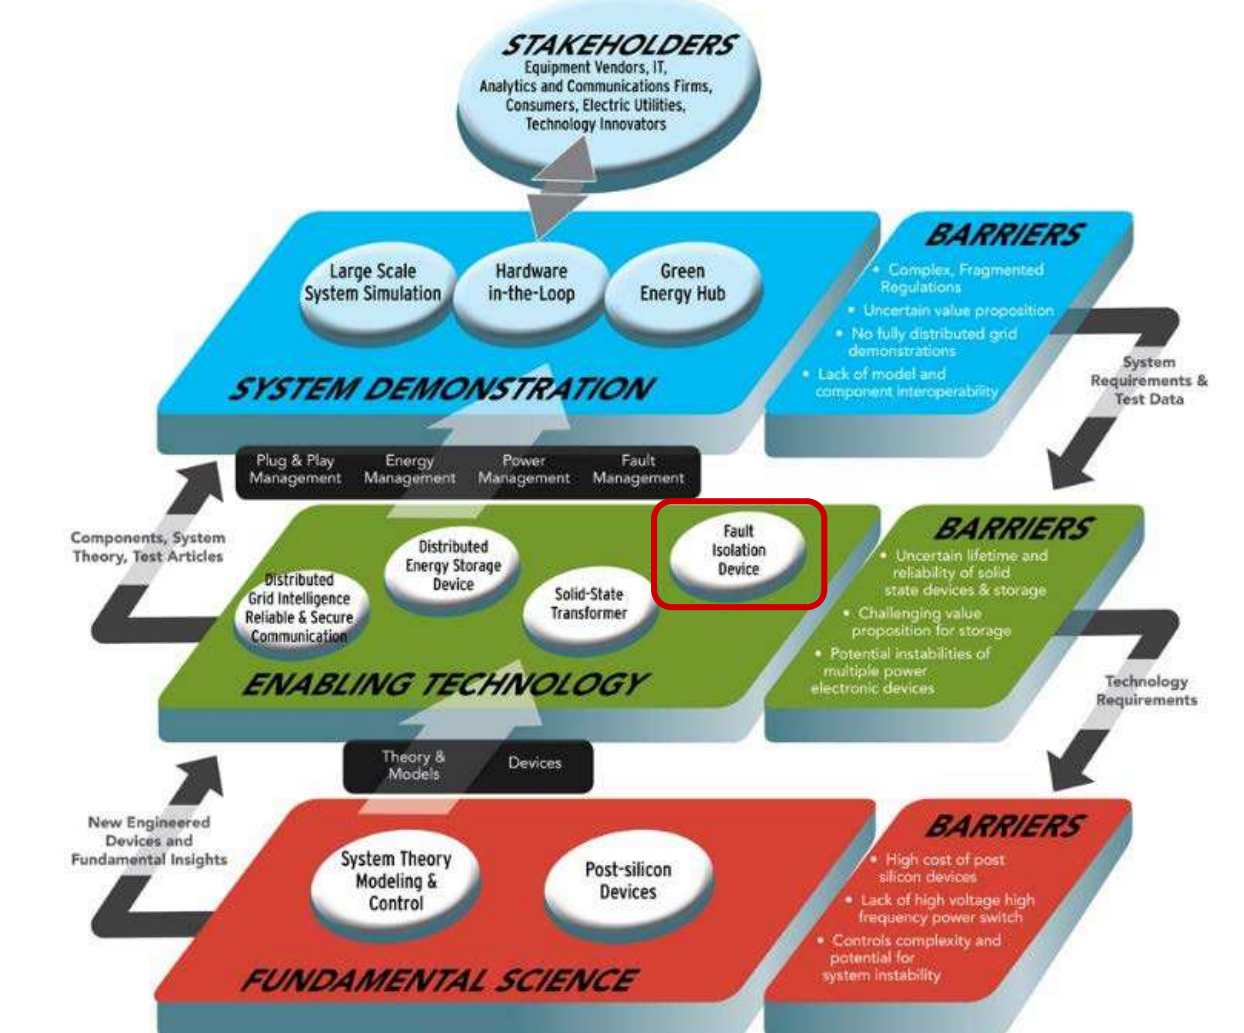 STAKEHOLDERS
Equipment Vendors, IT,
Analytics and Communications Firms,
Consumers, Electric Utilities,
Technology Innovators
Large Scale
System Simulation
Hardware
in-the-Loop
Green
Energy Hub
SYSTEM DEMONSTRATION
BARRIERS
• Complex, Fragmented
Regulations
• Uncertain value proposition
• No fully distributed grid
demonstrations
• Lack of model and
component interoperability
System
Requirements &
Test Data
Plug & Play
Management
Energy
Management
Power
Management
Fault
Management
Components, System
Theory, Test Articles
Distributed
Grid Intelligence
Reliable & Secure
Communication
Distributed
Energy Storage
Device
Solid-State
Transformer
Fault
Isolation
Device
ENABLING TECHNOLOGY
BARRIERS
• Uncertain lifetime and
reliability of solid
state devices & storage
• Challenging value
proposition for storage
• Potential instabilities of
multiple power
electronic devices
Technology
Requirements
Theory &
Models
Devices
New Engineered
Devices and
Fundamental Insights
System Theory
Modeling &
Control
Post-silicon
Devices
FUNDAMENTAL SCIENCE
BARRIERS
• High cost of post
silicon devices
• Lack of high voltage high
frequency power switch
• Controls complexity and
potential for
system instability